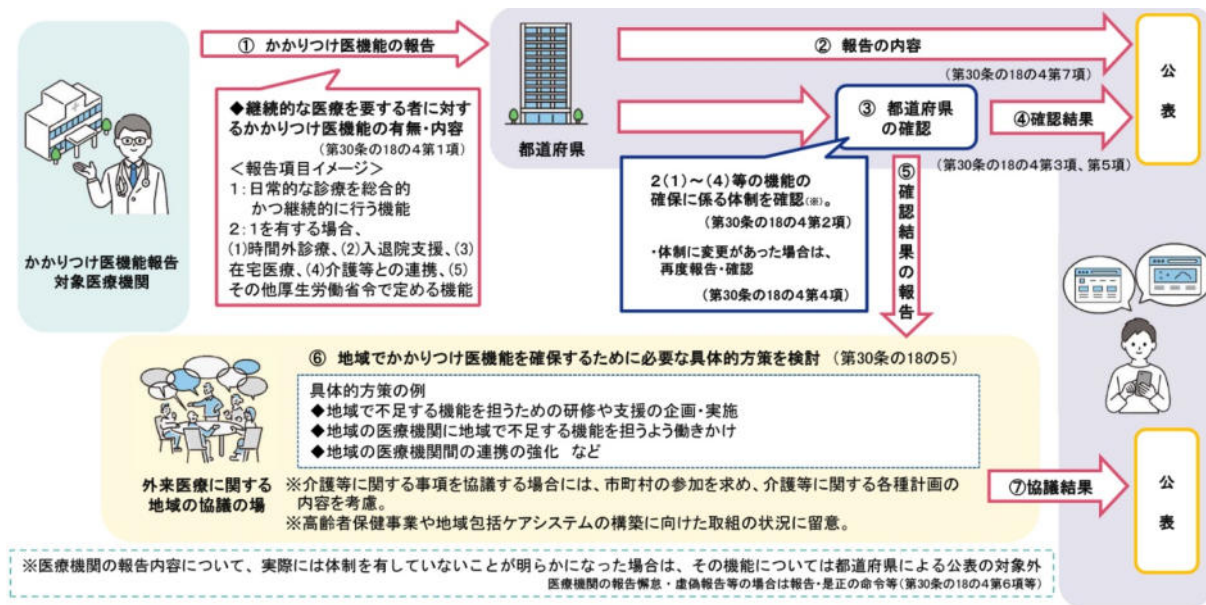 ① かかりつけ医機能の報告
② 報告の内容
(第30条の18の4第7項)
公
表
◆継続的な医療を要する者に対す
るかかりつけ医機能の有無・内容
(第30条の18の4第1項)
<報告項目イメージ>
1:日常的な診療を総合的
かつ継続的に行う機能
2:1を有する場合、
(1)時間外診療、(2)入退院支援、(3)
在宅医療、(4)介護等との連携、(5)
その他厚生労働省令で定める機能
かかりつけ医機能報告
対象医療機関
都道府県
③ 都道府県
の確認
④確認結果
(第30条の18の4第3項、第5項)
2(1)~(4)等の機能の
確保に係る体制を確認(※)。
(第30条の18の4第2項)
・体制に変更があった場合は、
再度報告・確認
(第30条の18の4第4項)
⑤確認結果の報告
⑥ 地域でかかりつけ医機能を確保するために必要な具体的方策を検討 (第30条の18の5)
具体的方策の例
◆地域で不足する機能を担うための研修や支援の企画・実施
◆地域の医療機関に地域で不足する機能を担うよう働きかけ
◆地域の医療機関間の連携の強化 など
外来医療に関する
地域の協議の場
※介護等に関する事項を協議する場合には、市町村の参加を求め、介護等に関する各種計画の
内容を考慮。
※高齢者保健事業や地域包括ケアシステムの構築に向けた取組の状況に留意。
⑦協議結果
公
表
※医療機関の報告内容について、実際には体制を有していないことが明らかになった場合は、その機能については都道府県による公表の対象外
医療機関の報告懈怠・虚偽報告等の場合は報告・是正の命令等(第30条の18の4第6項等)